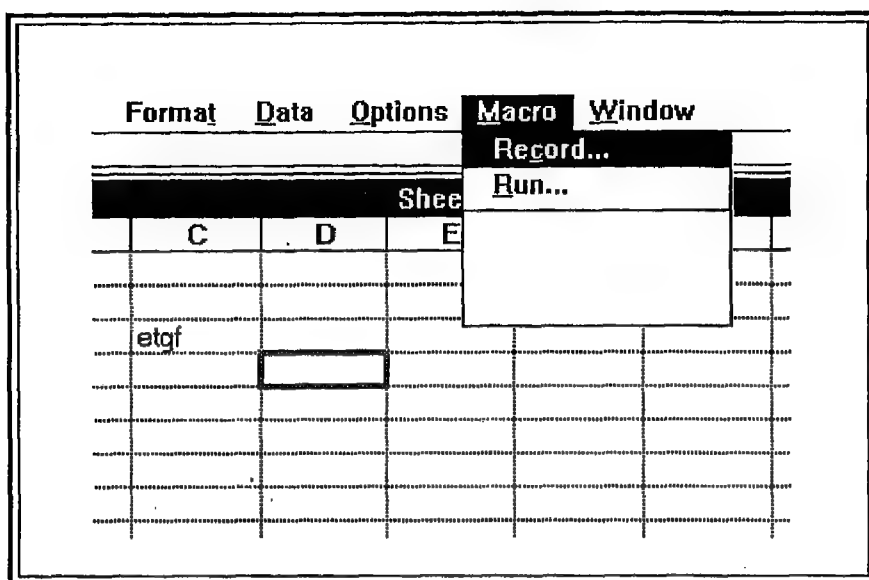 Format Data Options Macro Window
Record...
Run...
Shee
C D E
etgf